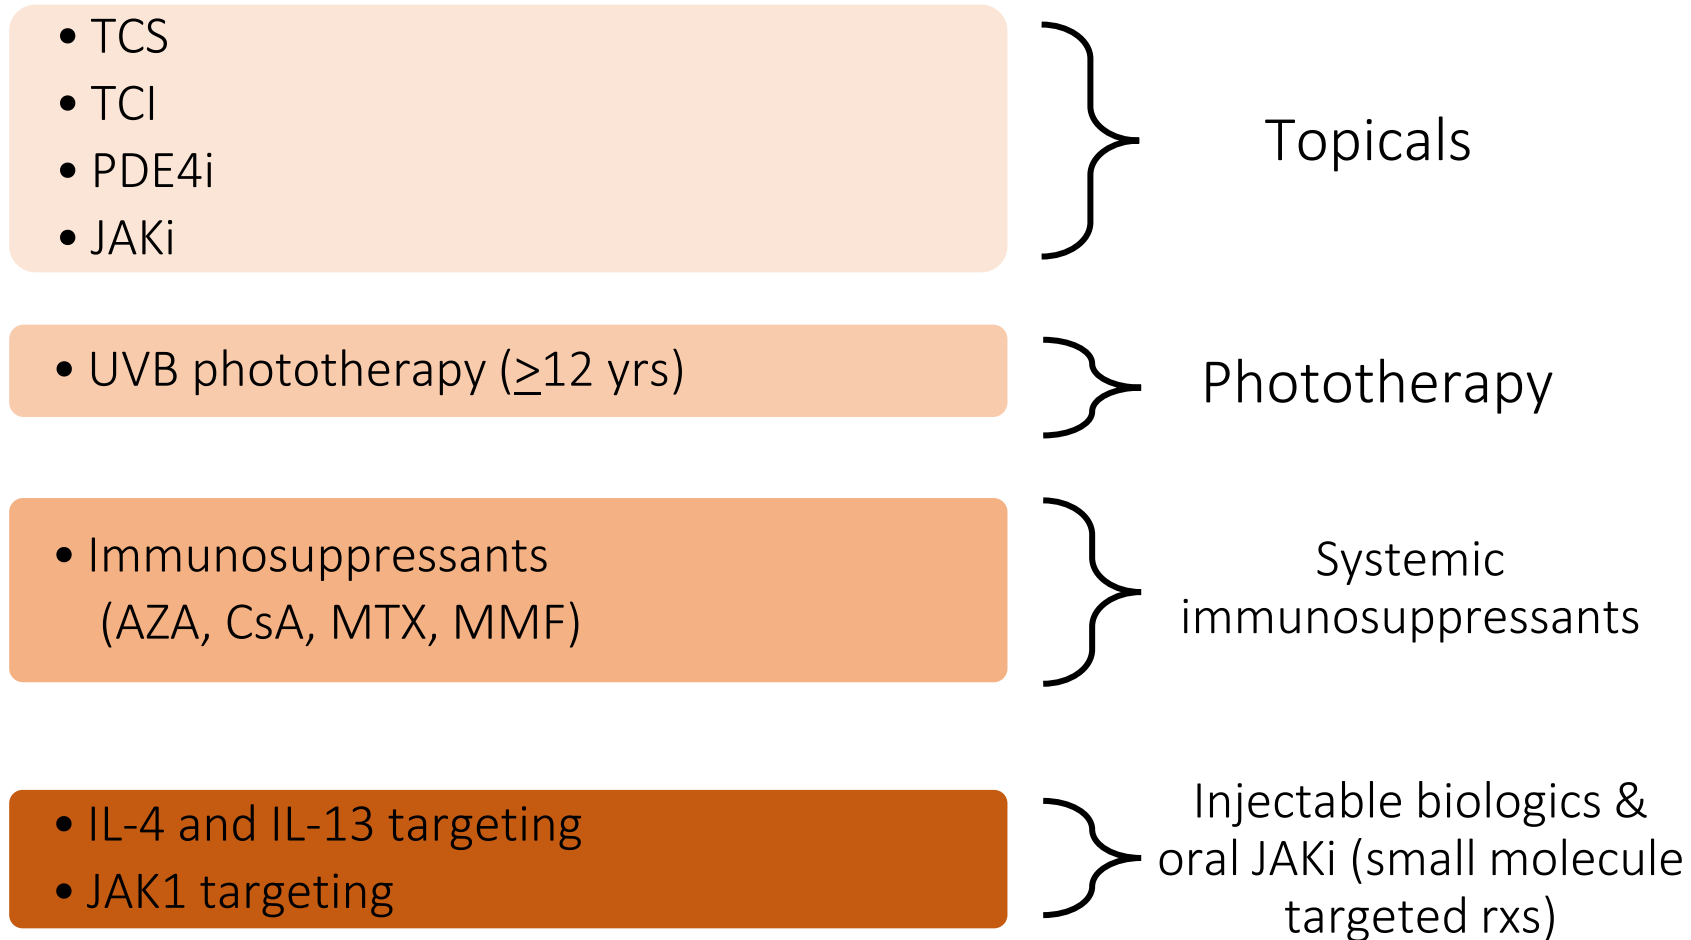 • TCS
• TCI
• PDE4i
• JAKi
Topicals
• UVB phototherapy (≥12 yrs)
Phototherapy
• Immunosuppressants
(AZA, CsA, MTX, MMF)
Systemic
immunosuppressants
• IL-4 and IL-13 targeting
• JAK1 targeting
Injectable biologics &
oral JAKi (small molecule
targeted rxs)